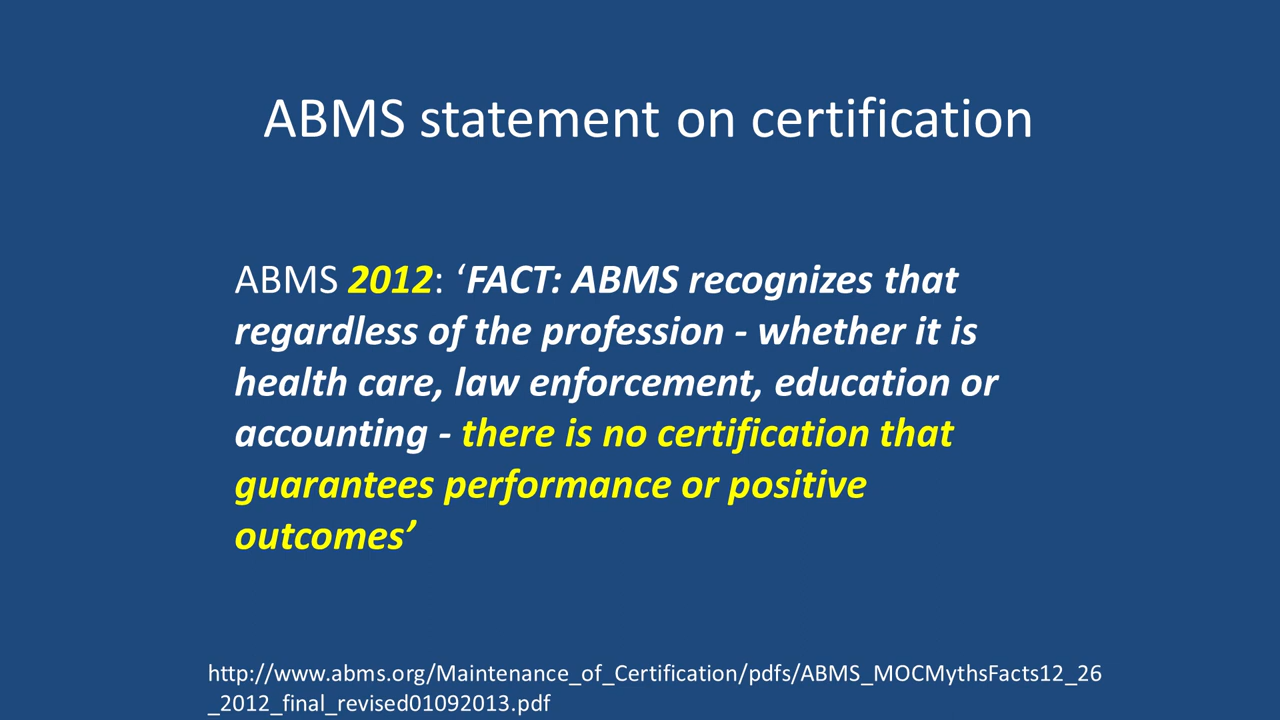 ABMS statement on certification
ABMS 2012: ‘FACT: ABMS recognizes that
regardless of the profession - whether it is
health care, law enforcement, education or
accounting - there is no certification that
guarantees performance or positive
outcomes’
http://www.abms.org/Maintenance_of_Certification/pdfs/ABMS_MOCMythsFacts12_26
_2012_final_revised01092013.pdf